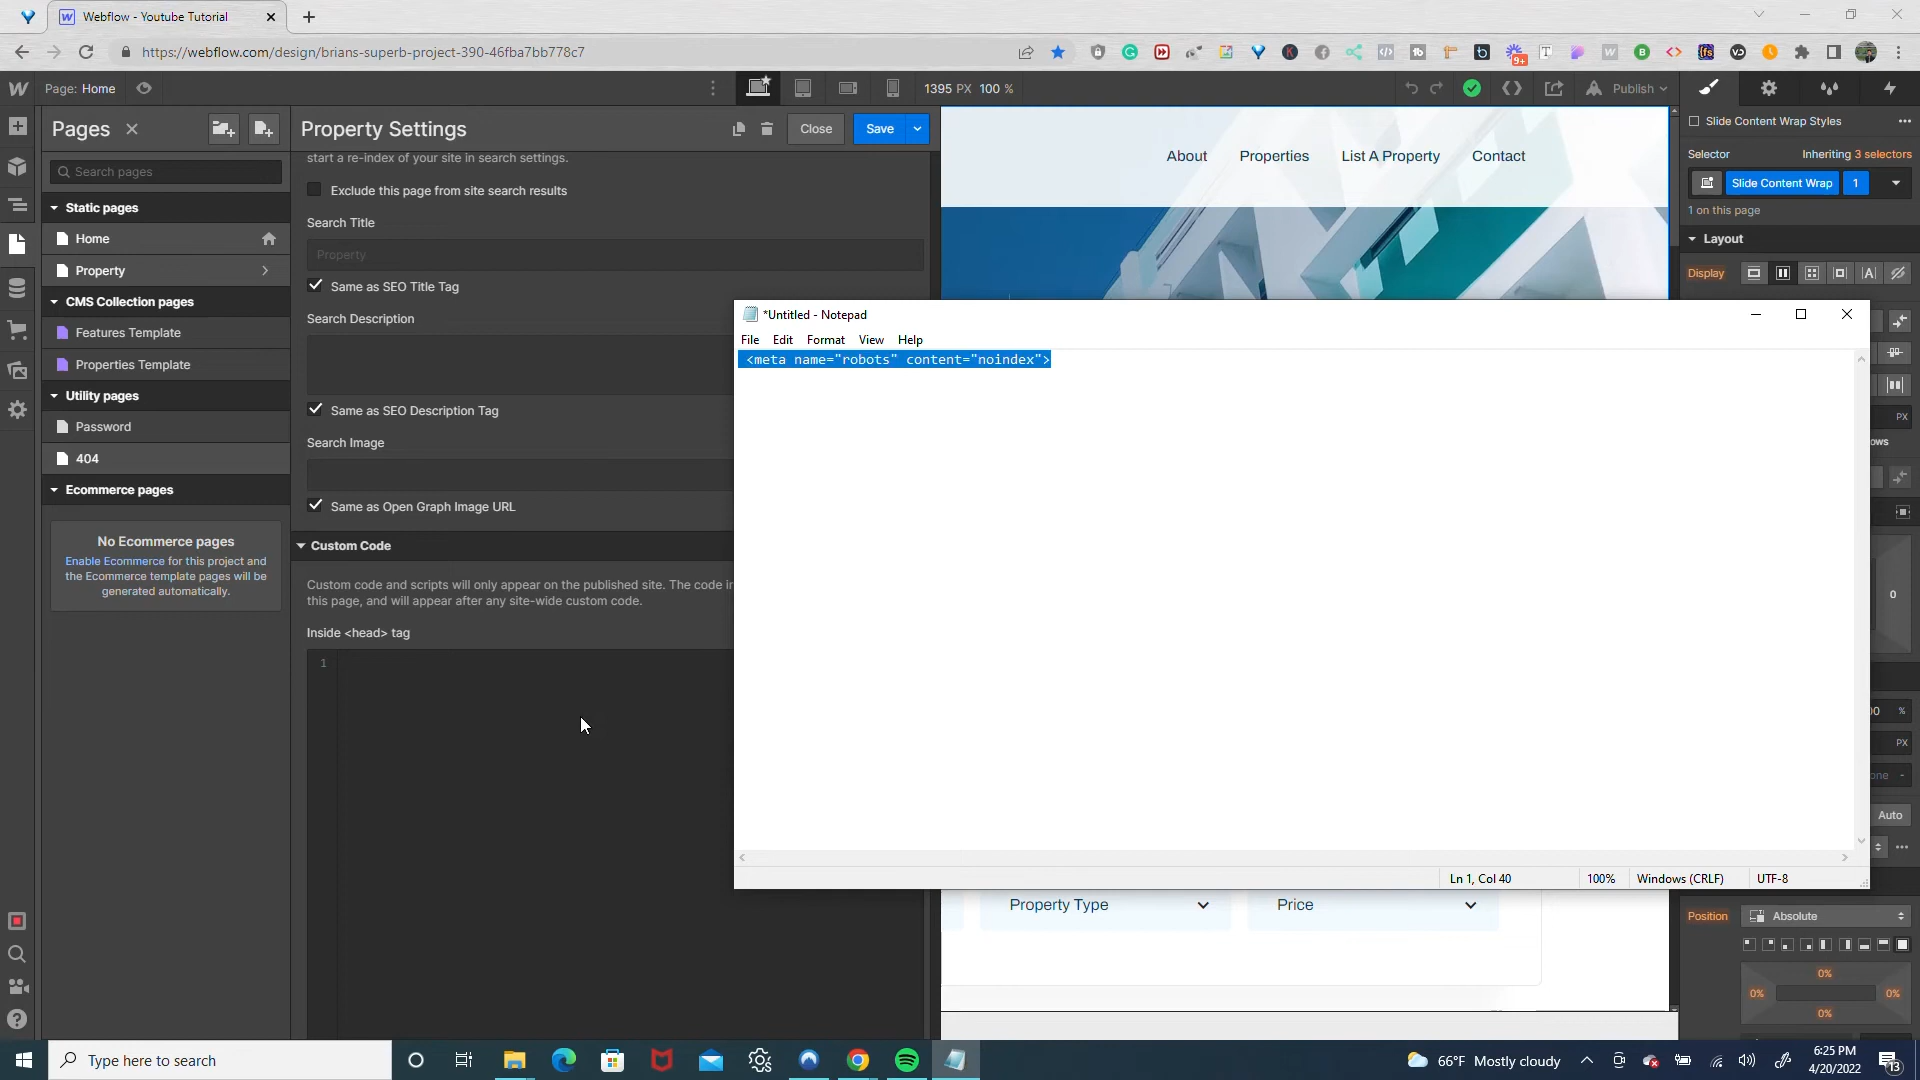 Webflow - Youtube Tutorial
https://webflow.com/design/brians-superb-project-390-46fba7bb778c7
9+
Page: Home
1395 PX 100 %
Publish
Pages
Property Settings
Close
Save
start a re-index of your site in search settings.
Search pages
Exclude this page from site search results
Static pages
Home
Property
CMS Collection pages
Features Template
Properties Template
Utility pages
Password
404
Ecommerce pages
No Ecommerce pages
Enable Ecommerce for this project and
the Ecommerce template pages will be
generated automatically.
Search Title
Property
Same as SEO Title Tag
Search Description
Same as SEO Description Tag
Search Image
Same as Open Graph Image URL
Custom Code
Custom code and scripts will only appear on the published site. The code
this page, and will appear after any site-wide custom code.
Inside <head> tag
1
About
Properties
List A Property
Contact
*Untitled - Notepad
File Edit Format View Help
<meta name="robots" content="noindex">
Ln 1, Col 40
100%
Windows (CRLF)
UTF-8
Property Type
Price
Slide Content Wrap Styles
Selector
Inheriting 3 selectors
Slide Content Wrap
1
1 on this page
Layout
Display
PX
0
%
PX
Auto
Position
Absolute
0%
0%
0%
0%
Type here to search
66°F Mostly cloudy
6:25 PM
4/20/2022
13